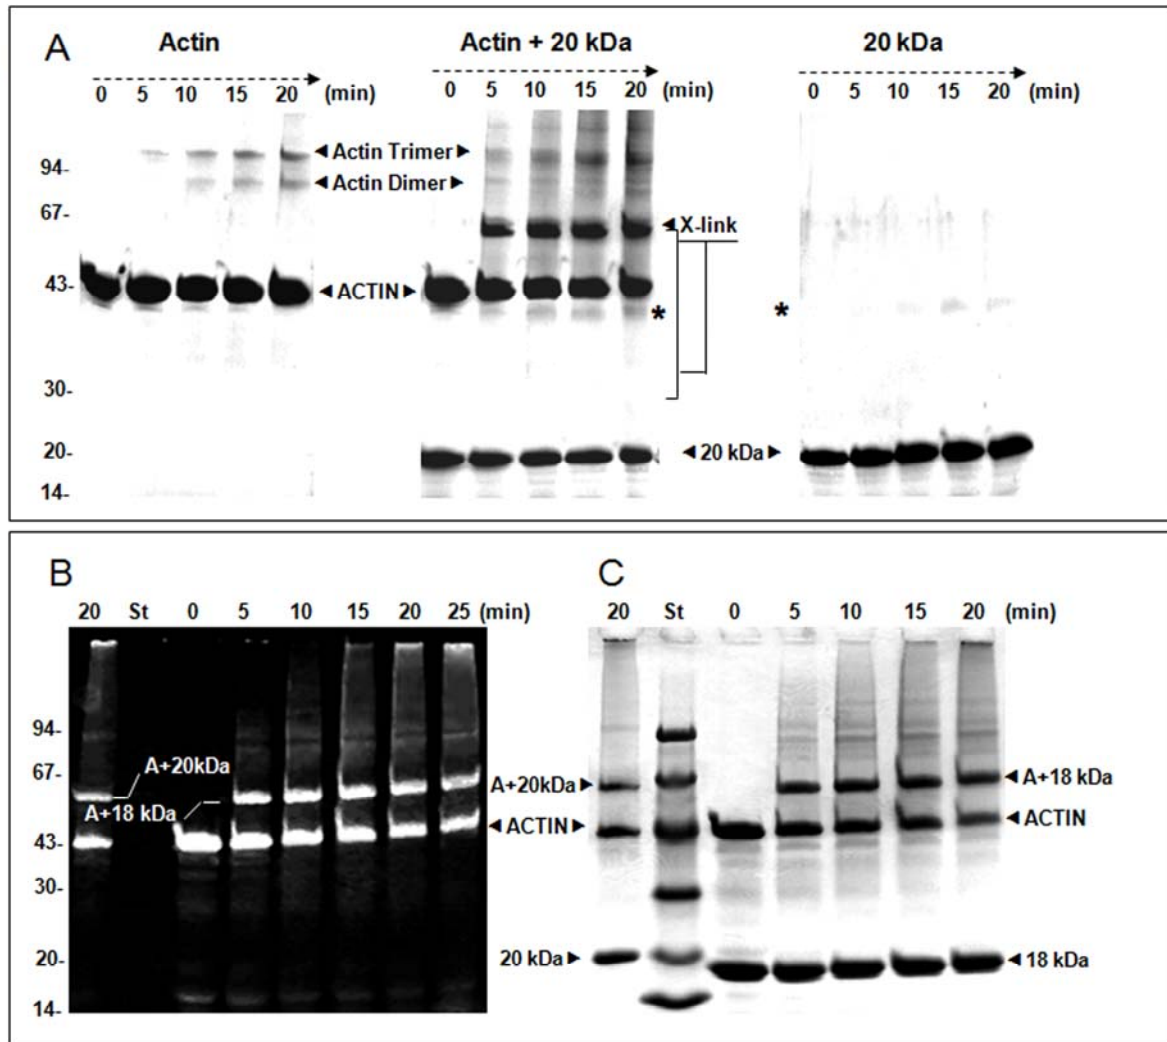 A
Actin
Actin + 20 kDa
20 kDa
0 5 10 15 20 (min)
0 5 10 15 20 (min)
0 5 10 15 20 (min)
94-
67-
43-
30-
20-
14-
◄ Actin Trimer ►
◄ Actin Dimer ►
◄ X-link
◄ ACTIN ►
*
*
◄ 20 kDa ►
B
20 St 0 5 10 15 20 25 (min)
94-
67-
43-
30-
20-
14-
A+20kDa
A+18 kDa
C
20 St 0 5 10 15 20 (min)
A+20kDa ►
◄ A+18 kDa
◄ ACTIN ►
◄ ACTIN
20 kDa ►
◄ 18 kDa